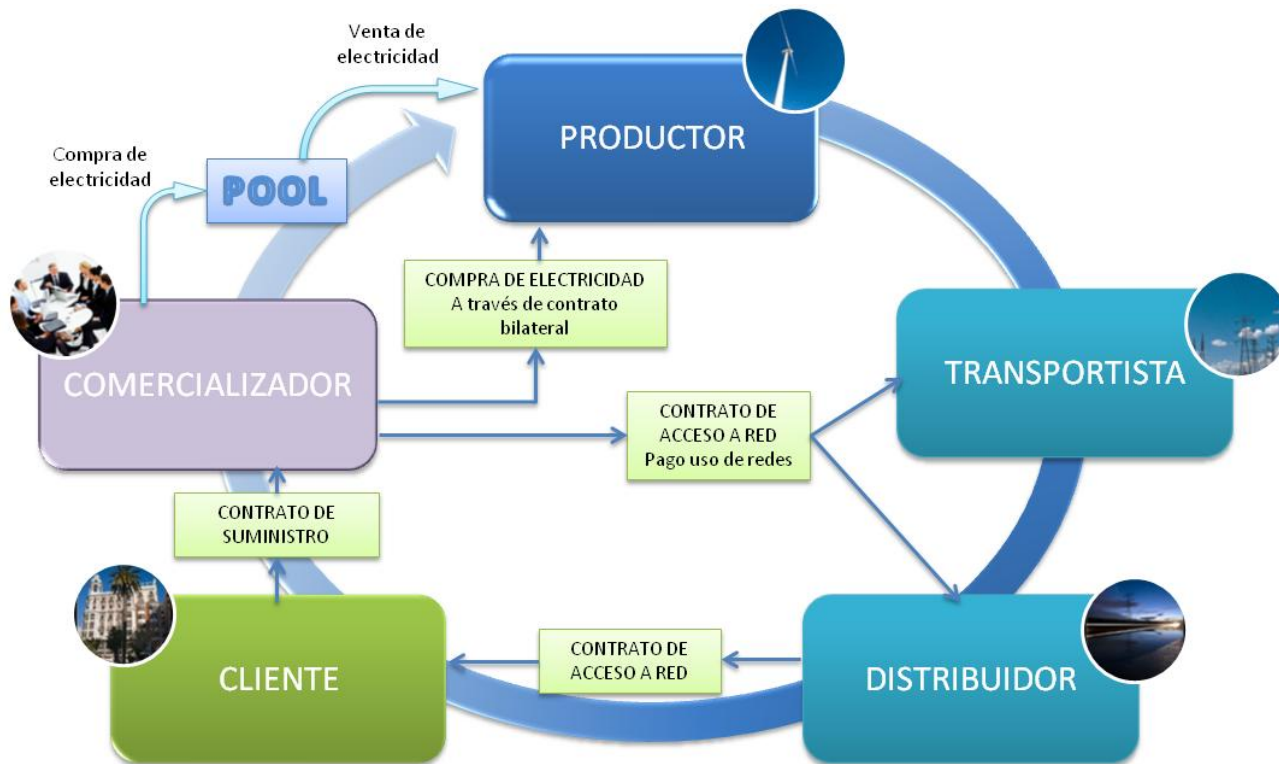 Venta de
electricidad
Compra de
electricidad
POOL
PRODUCTOR
COMPRA DE ELECTRICIDAD
A través de contrato
bilateral
COMERCIALIZADOR
TRANSPORTISTA
CONTRATO DE
ACCESO A RED
Pago uso de redes
CONTRATO DE
SUMINISTRO
CLIENTE
CONTRATO DE
ACCESO A RED
DISTRIBUIDOR